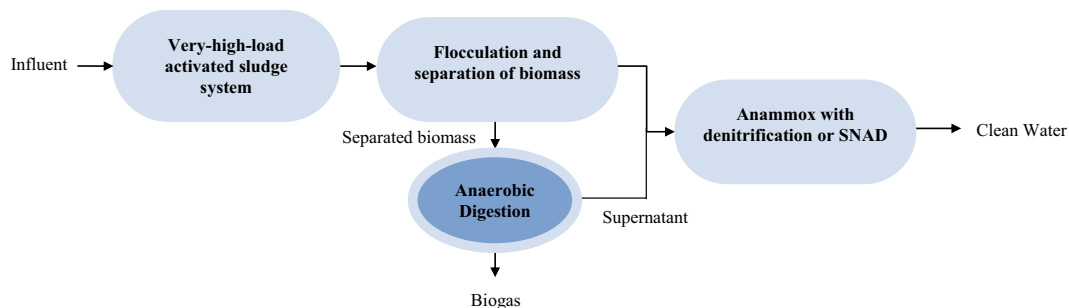 Influent
Very-high-load
activated sludge
system
Flocculation and
separation of biomass
Separated biomass
Anaerobic
Digestion
Supernatant
Biogas
Anammox with
denitrification or SNAD
Clean Water